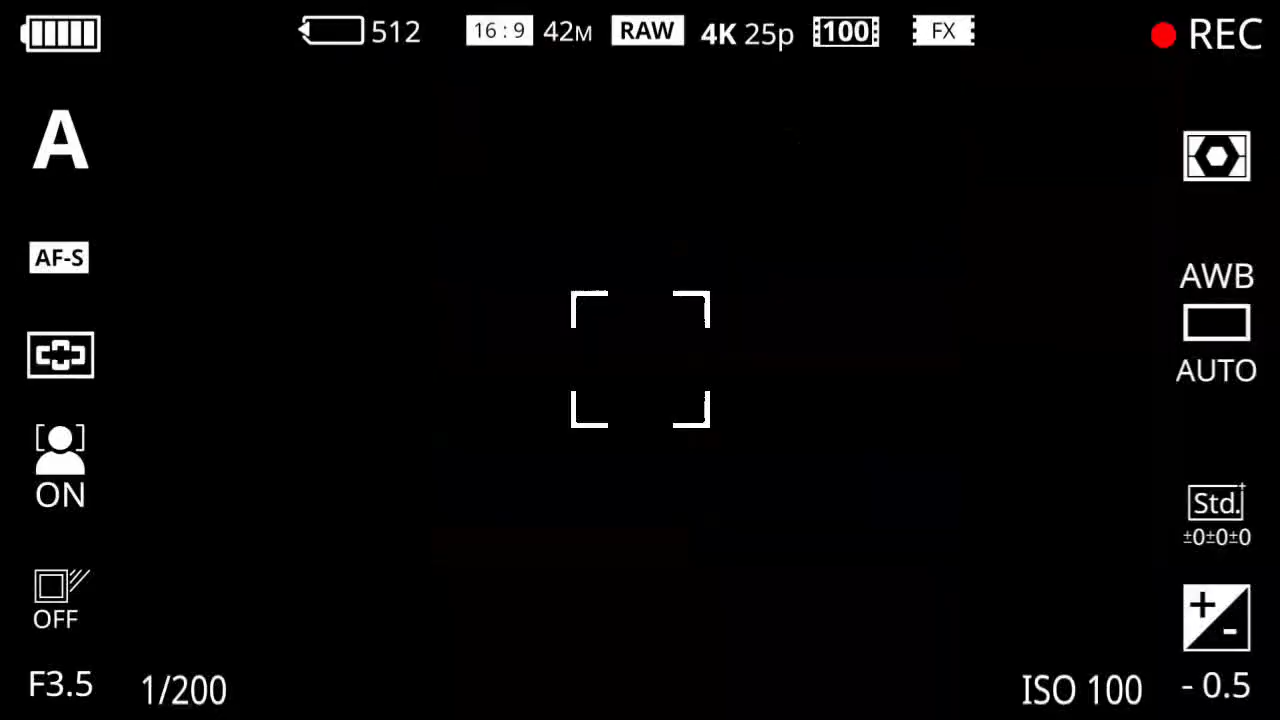 512 16:9 42M RAW 4K 25p 100 FX REC
A
AF-S
AWB
AUTO
ON
Std.+
±0±0±0
OFF
F3.5 1/200 ISO 100 - 0.5